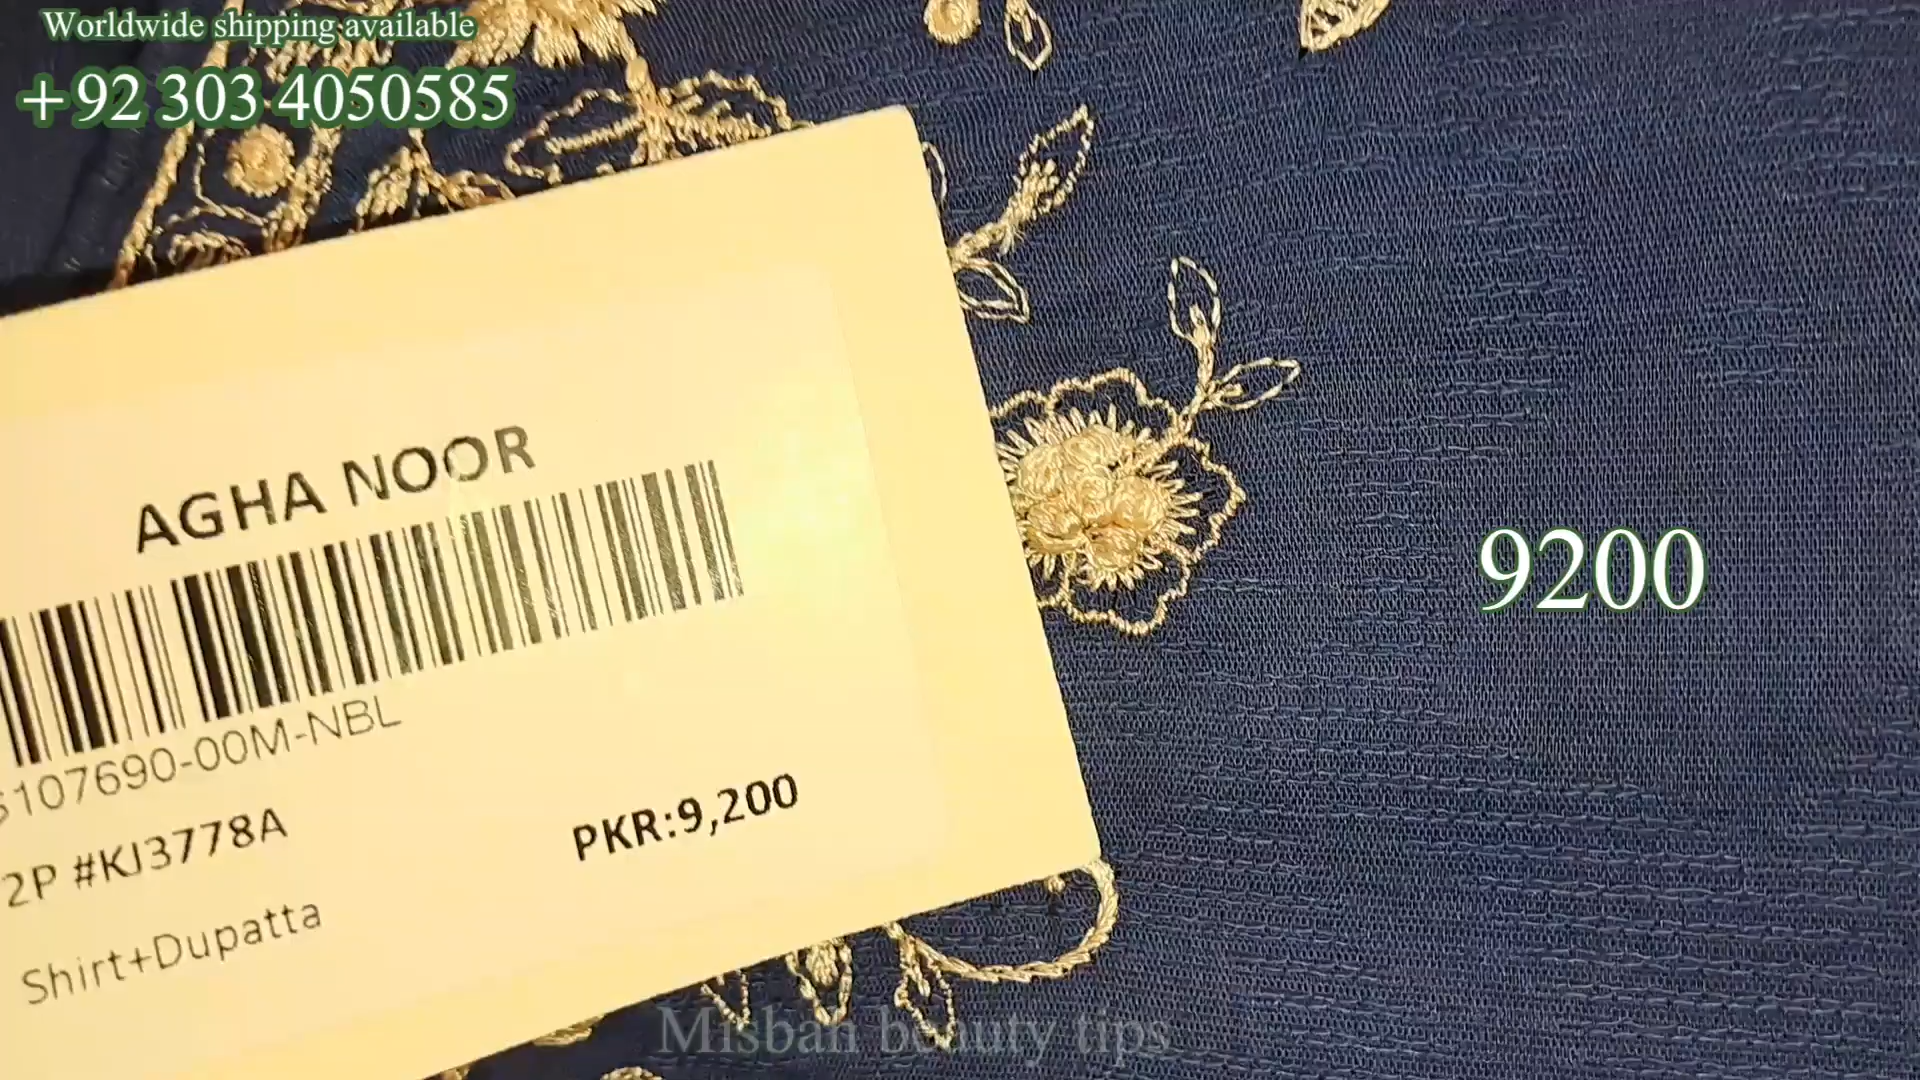 Worldwide shipping available
+92 303 4050585
AGHA NOOR
S107690-00M-NBL
2P #KJ3778A
PKR:9,200
Shirt+Dupatta
9200
Misbah beauty tips